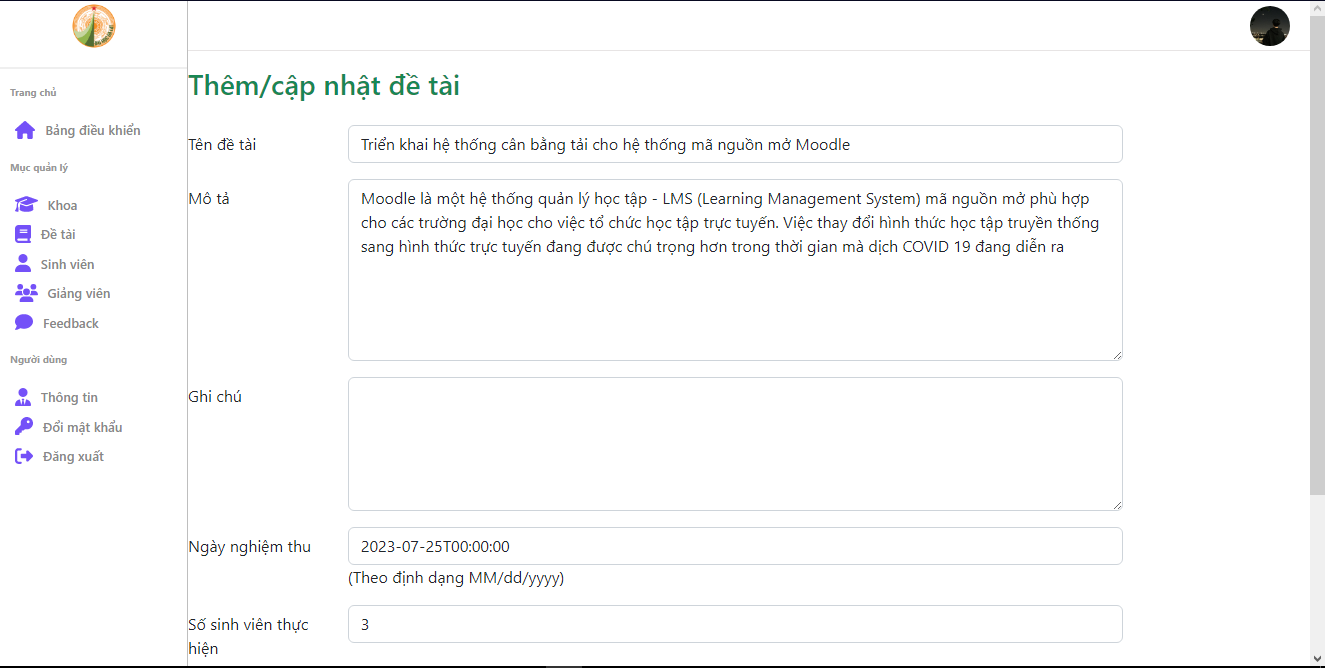 Trang chủ
Bảng điều khiển
Mục quản lý
Khoa
Đề tài
Sinh viên
Giảng viên
Feedback
Người dùng
Thông tin
Đổi mật khẩu
Đăng xuất
Thêm/cập nhật đề tài
Tên đề tài
Triển khai hệ thống cân bằng tải cho hệ thống mã nguồn mở Moodle
Mô tả
Moodle là một hệ thống quản lý học tập - LMS (Learning Management System) mã nguồn mở phù hợp
cho các trường đại học cho việc tổ chức học tập trực tuyến. Việc thay đổi hình thức học tập truyền thống
sang hình thức trực tuyến đang được chú trọng hơn trong thời gian mà dịch COVID 19 đang diễn ra
Ghi chú
Ngày nghiệm thu
2023-07-25T00:00:00
(Theo định dạng MM/dd/yyyy)
Số sinh viên thực
hiện
3